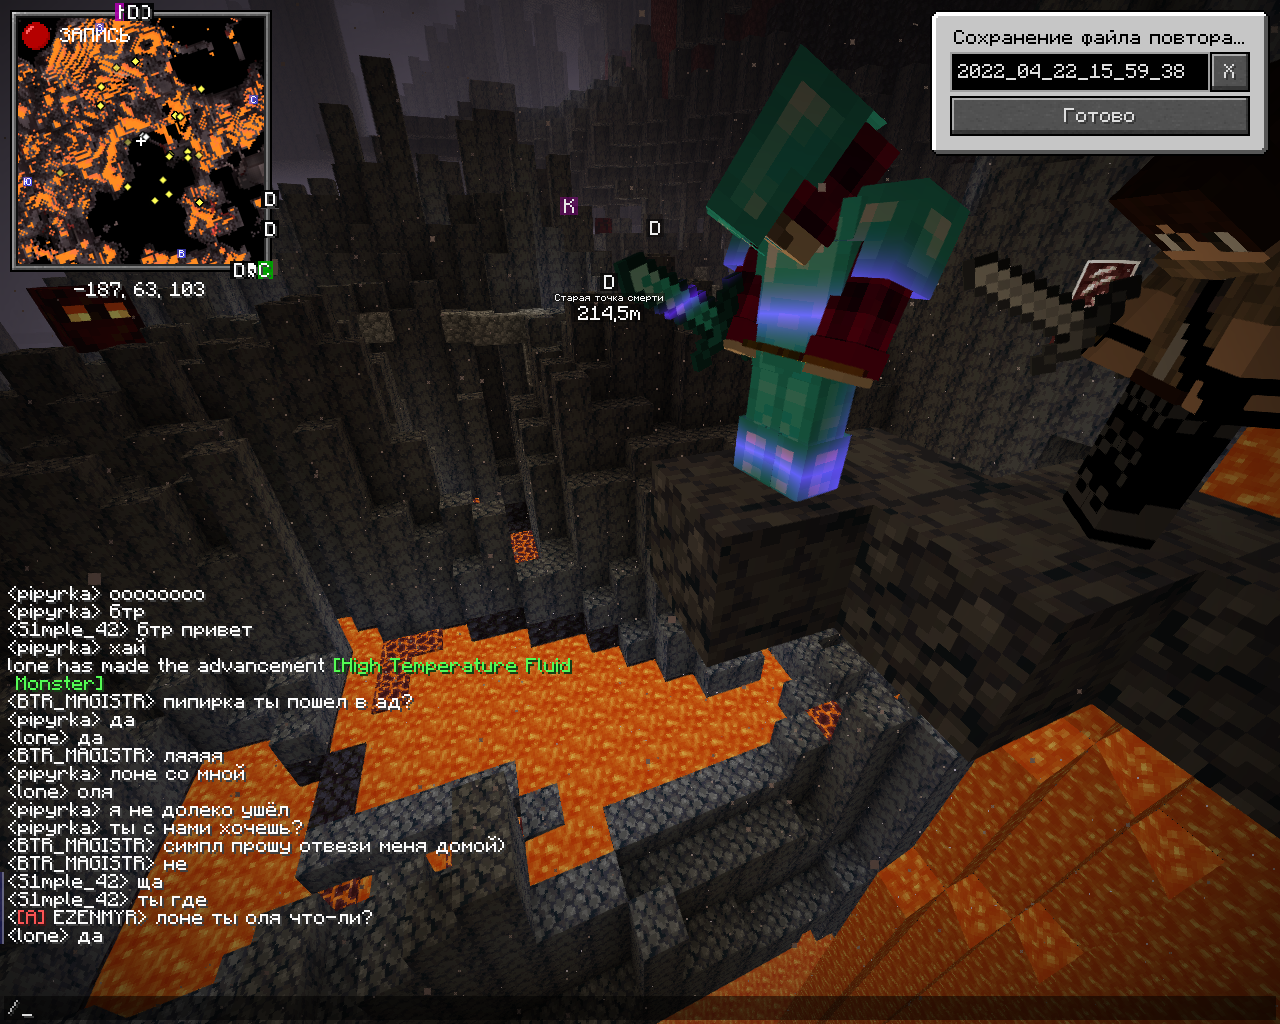 D
ЗАПИСЬ
С
Ю
В
D
D
D
C
-187, 63, 103
Сохранение файла повтора...
2022_04_22_15_59_38
X
Готово
K
D
D
Старая точка смерти
214,5m
<pipyrka> оооооооо
<pipyrka> бтр
<S1mple_42> бтр привет
<pipyrka> хай
lone has made the advancement [High Temperature Fluid
Monster]
<BTR_MAGISTR> пипирка ты пошел в ад?
<pipyrka> да
<lone> да
<BTR_MAGISTR> ляяяя
<pipyrka> лоне со мной
<lone> оля
<pipyrka> я не долеко ушёл
<pipyrka> ты с нами хочешь?
<BTR_MAGISTR> симпл прошу отвези меня домой)
<BTR_MAGISTR> не
<S1mple_42> ща
<S1mple_42> ты где
<[A] EZENMYR> лоне ты оля что-ли?
<lone> да
/_